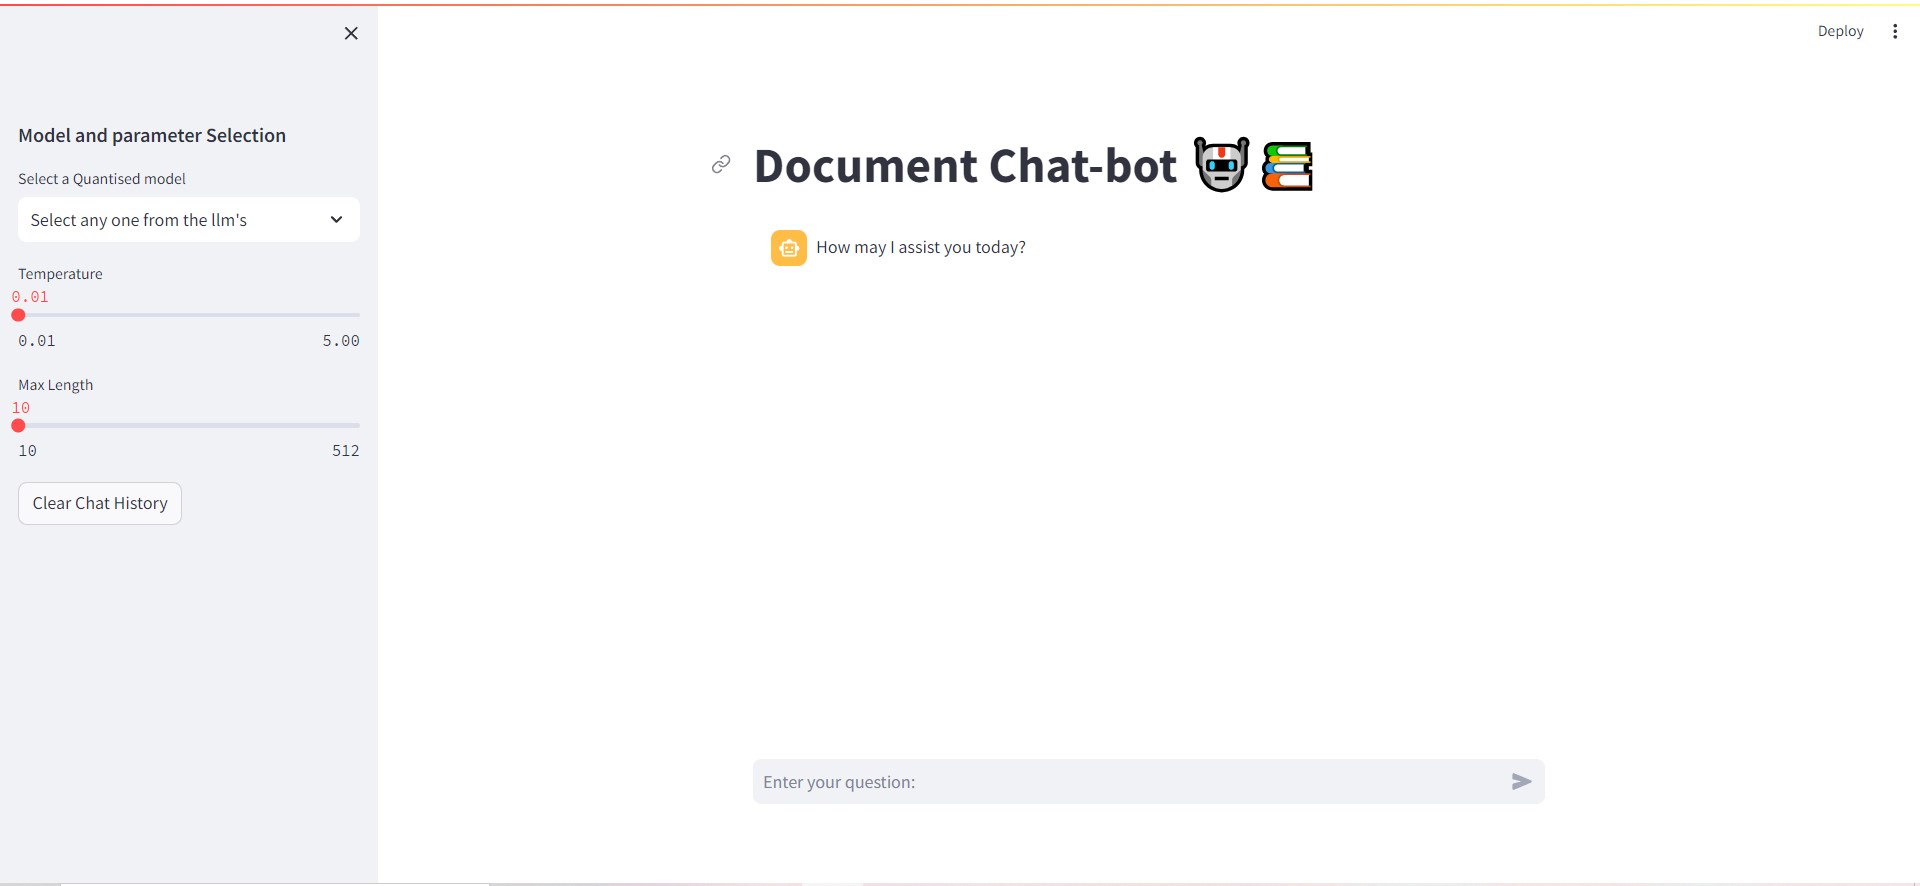 Deploy
Model and parameter Selection
Select a Quantised model
Select any one from the llm's
Temperature
0.01
0.01 5.00
Max Length
10
10 512
Clear Chat History
Document Chat-bot
How may I assist you today?
Enter your question: